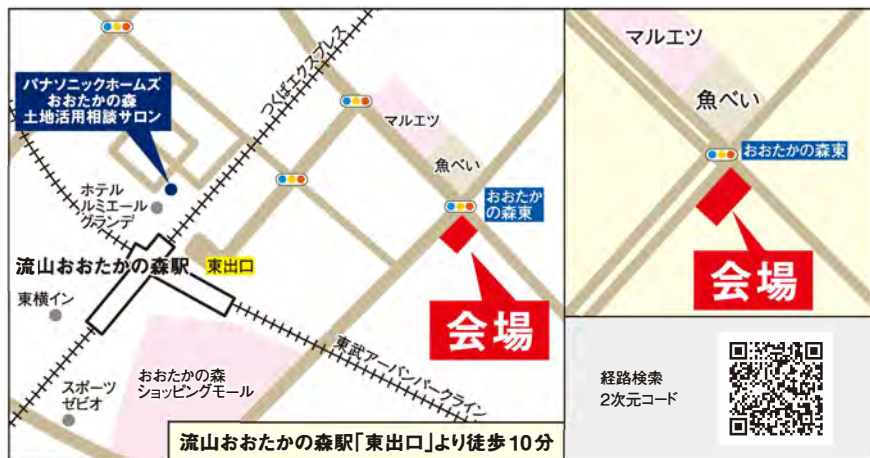 パナソニックホームズ
おおたかの森
土地活用相談サロン
つくばエクスプレス
マルエツ
魚べい
おおたか
の森東
会場
ホテル
ルミエール
グランデ
流山おおたかの森駅
東出口
東横イン
東武アーバンパークライン
おおたかの森
ショッピングモール
スポーツ
ゼビオ
流山おおたかの森駅「東出口」より徒歩10分
マルエツ
魚べい
おおたかの森東
会場
経路検索
2次元コード